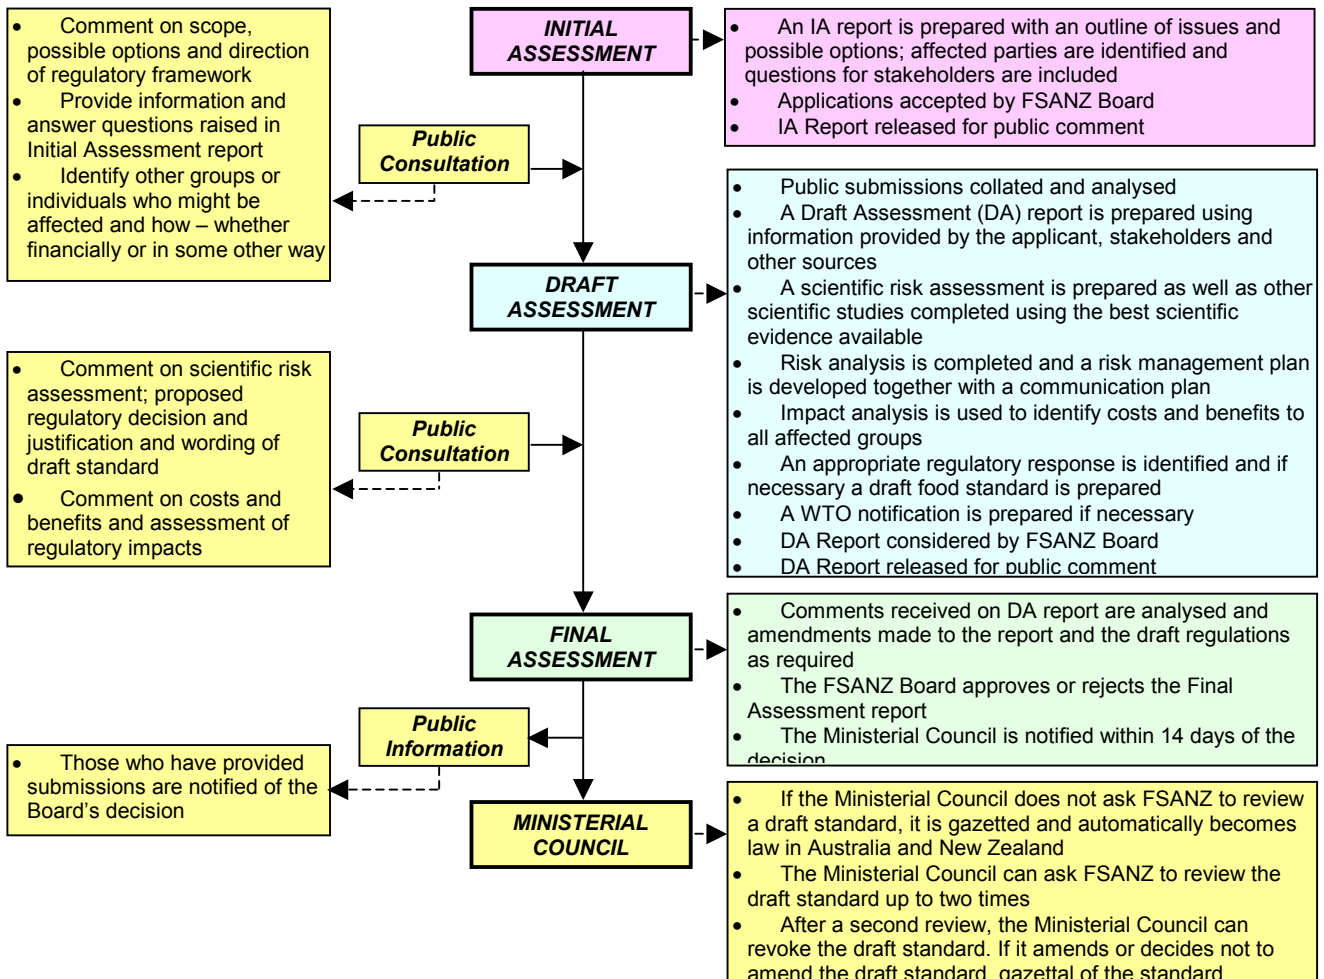 • Comment on scope,
possible options and direction
of regulatory framework
• Provide information and
answer questions raised in
Initial Assessment report
• Identify other groups or
individuals who might be
affected and how – whether
financially or in some other way
INITIAL
ASSESSMENT
• An IA report is prepared with an outline of issues and
possible options; affected parties are identified and
questions for stakeholders are included
• Applications accepted by FSANZ Board
• IA Report released for public comment
Public
Consultation
DRAFT
ASSESSMENT
• Public submissions collated and analysed
• A Draft Assessment (DA) report is prepared using
information provided by the applicant, stakeholders and
other sources
• A scientific risk assessment is prepared as well as other
scientific studies completed using the best scientific
evidence available
• Risk analysis is completed and a risk management plan
is developed together with a communication plan
• Impact analysis is used to identify costs and benefits to
all affected groups
• An appropriate regulatory response is identified and if
necessary a draft food standard is prepared
• A WTO notification is prepared if necessary
• DA Report considered by FSANZ Board
• DA Report released for public comment
• Comment on scientific risk
assessment; proposed
regulatory decision and
justification and wording of
draft standard
• Comment on costs and
benefits and assessment of
regulatory impacts
Public
Consultation
FINAL
ASSESSMENT
• Comments received on DA report are analysed and
amendments made to the report and the draft regulations
as required
• The FSANZ Board approves or rejects the Final
Assessment report
• The Ministerial Council is notified within 14 days of the
decision
Public
Information
• Those who have provided
submissions are notified of the
Board's decision
MINISTERIAL
COUNCIL
• If the Ministerial Council does not ask FSANZ to review
a draft standard, it is gazetted and automatically becomes
law in Australia and New Zealand
• The Ministerial Council can ask FSANZ to review the
draft standard up to two times
• After a second review, the Ministerial Council can
revoke the draft standard. If it amends or decides not to
amend the draft standard, gazettal of the standard